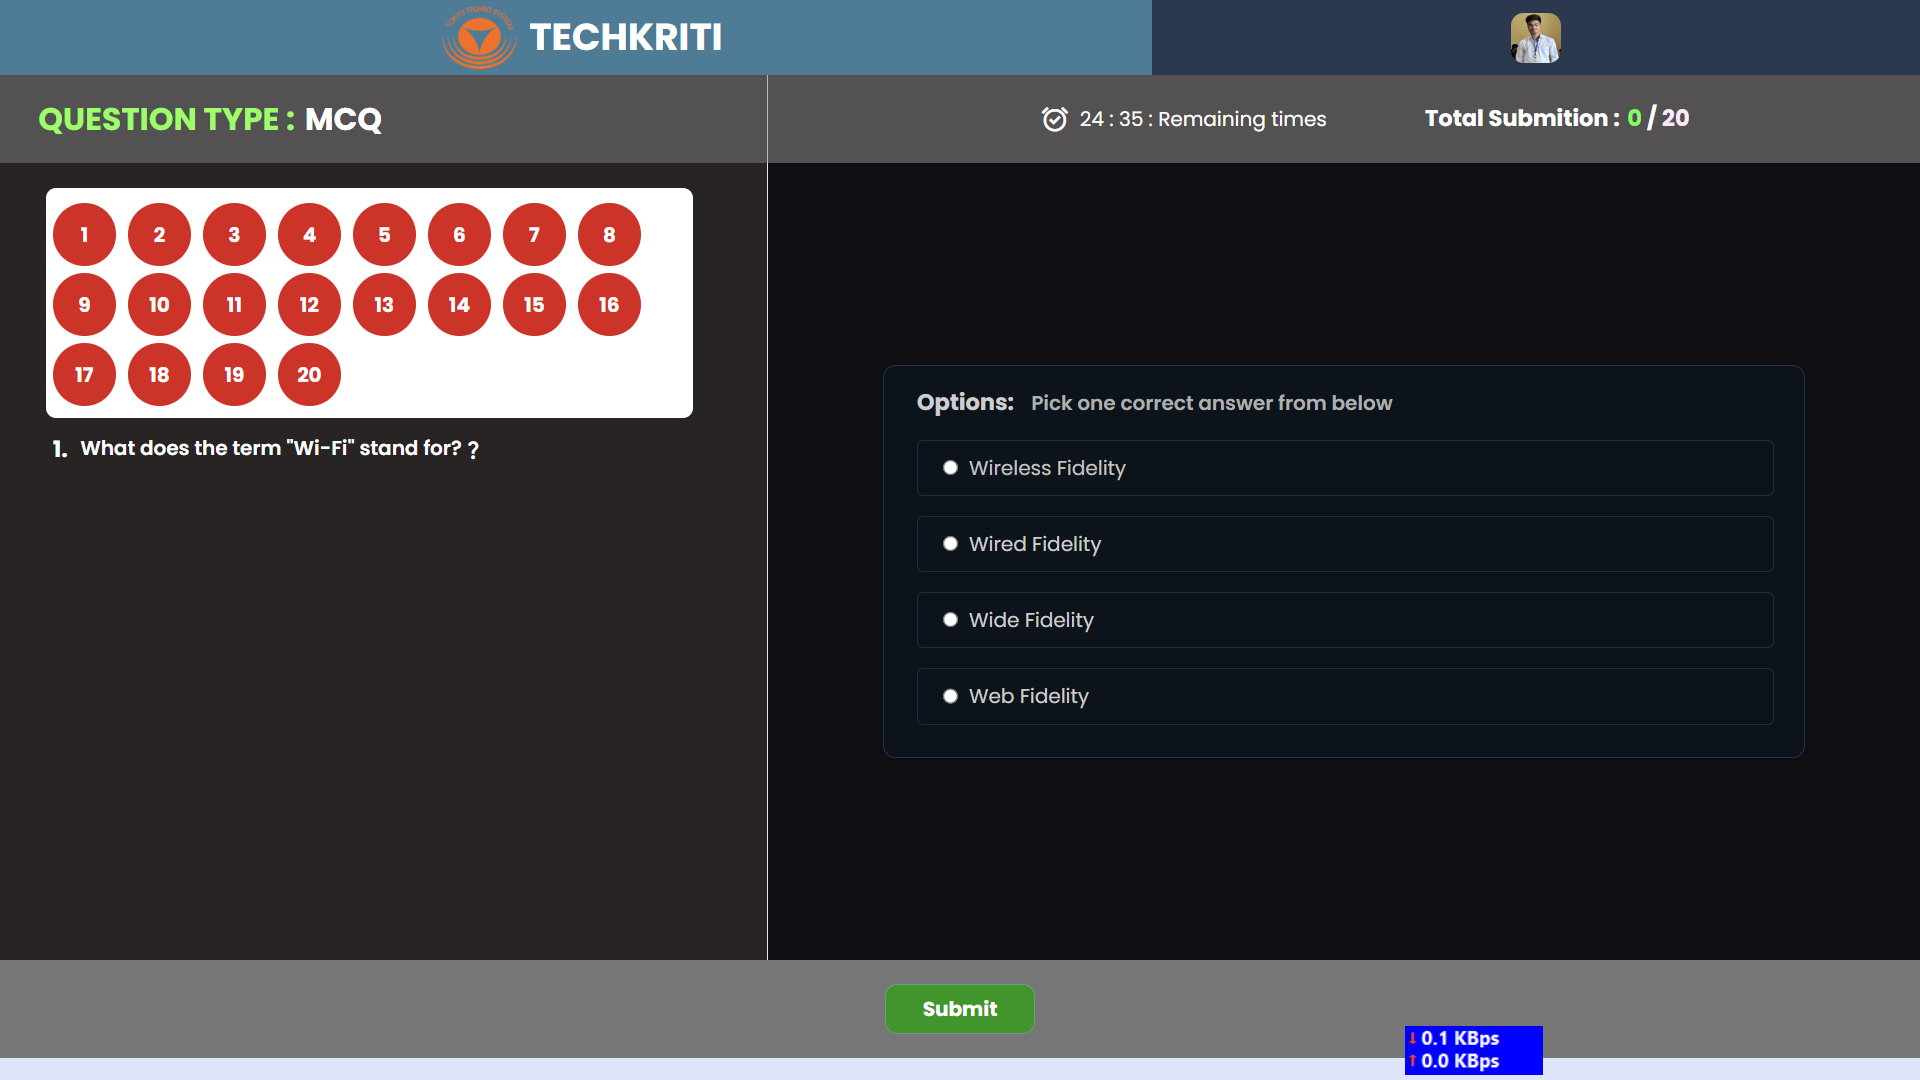 TOKYO TECHNO SYSTEM
TECHKRITI
QUESTION TYPE : MCQ
24 : 35 : Remaining times
Total Submition : 0 / 20
1 2 3 4 5 6 7 8
9 10 11 12 13 14 15 16
17 18 19 20
1. What does the term "Wi-Fi" stand for? ?
Options: Pick one correct answer from below
Wireless Fidelity
Wired Fidelity
Wide Fidelity
Web Fidelity
Submit
↓ 0.1 KBps
↑ 0.0 KBps